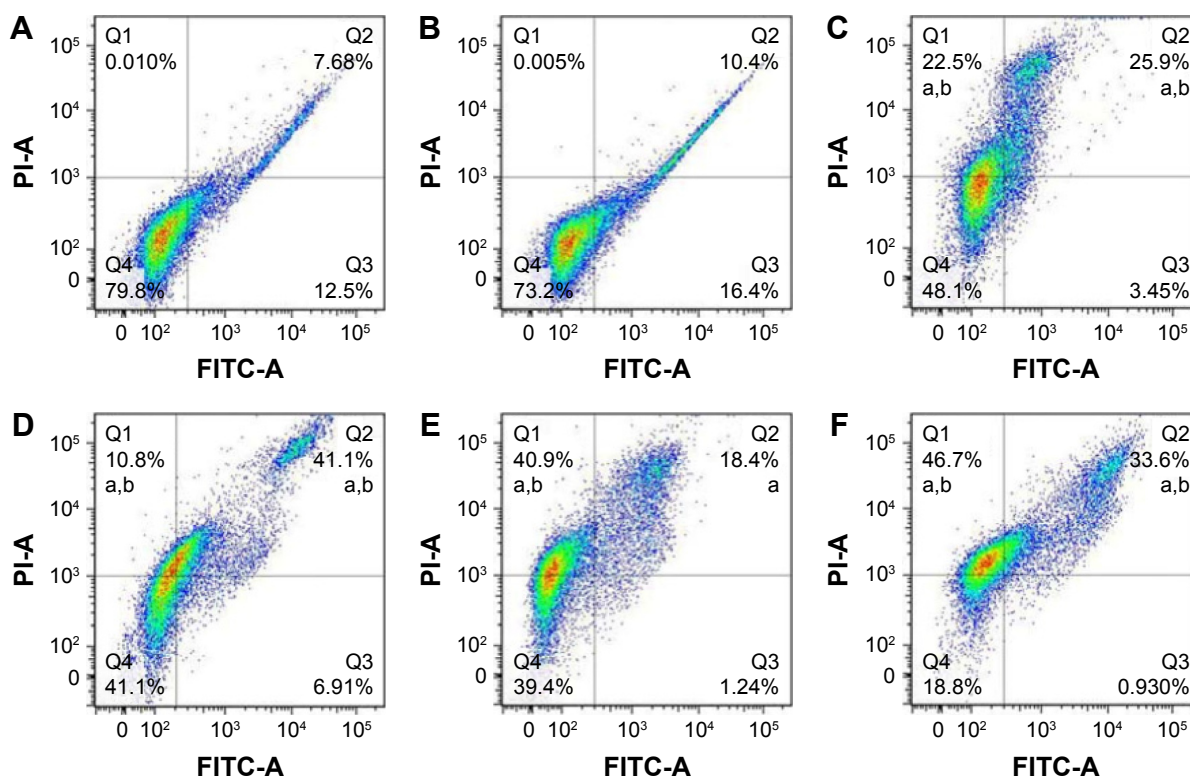 A
Q1
0.010%
Q2
7.68%
Q4
79.8%
Q3
12.5%
PI-A
10⁵
10⁴
10³
10²
0
0 10² 10³ 10⁴ 10⁵
FITC-A
B
Q1
0.005%
Q2
10.4%
Q4
73.2%
Q3
16.4%
PI-A
10⁵
10⁴
10³
10²
0
0 10² 10³ 10⁴ 10⁵
FITC-A
C
Q1
22.5%
a,b
Q2
25.9%
a,b
Q4
48.1%
Q3
3.45%
PI-A
10⁵
10⁴
10³
10²
0
0 10² 10³ 10⁴ 10⁵
FITC-A
D
Q1
10.8%
a,b
Q2
41.1%
a,b
Q4
41.1%
Q3
6.91%
PI-A
10⁵
10⁴
10³
10²
0
0 10² 10³ 10⁴ 10⁵
FITC-A
E
Q1
40.9%
a,b
Q2
18.4%
a
Q4
39.4%
Q3
1.24%
PI-A
10⁵
10⁴
10³
10²
0
0 10² 10³ 10⁴ 10⁵
FITC-A
F
Q1
46.7%
a,b
Q2
33.6%
a,b
Q4
18.8%
Q3
0.930%
PI-A
10⁵
10⁴
10³
10²
0
0 10² 10³ 10⁴ 10⁵
FITC-A